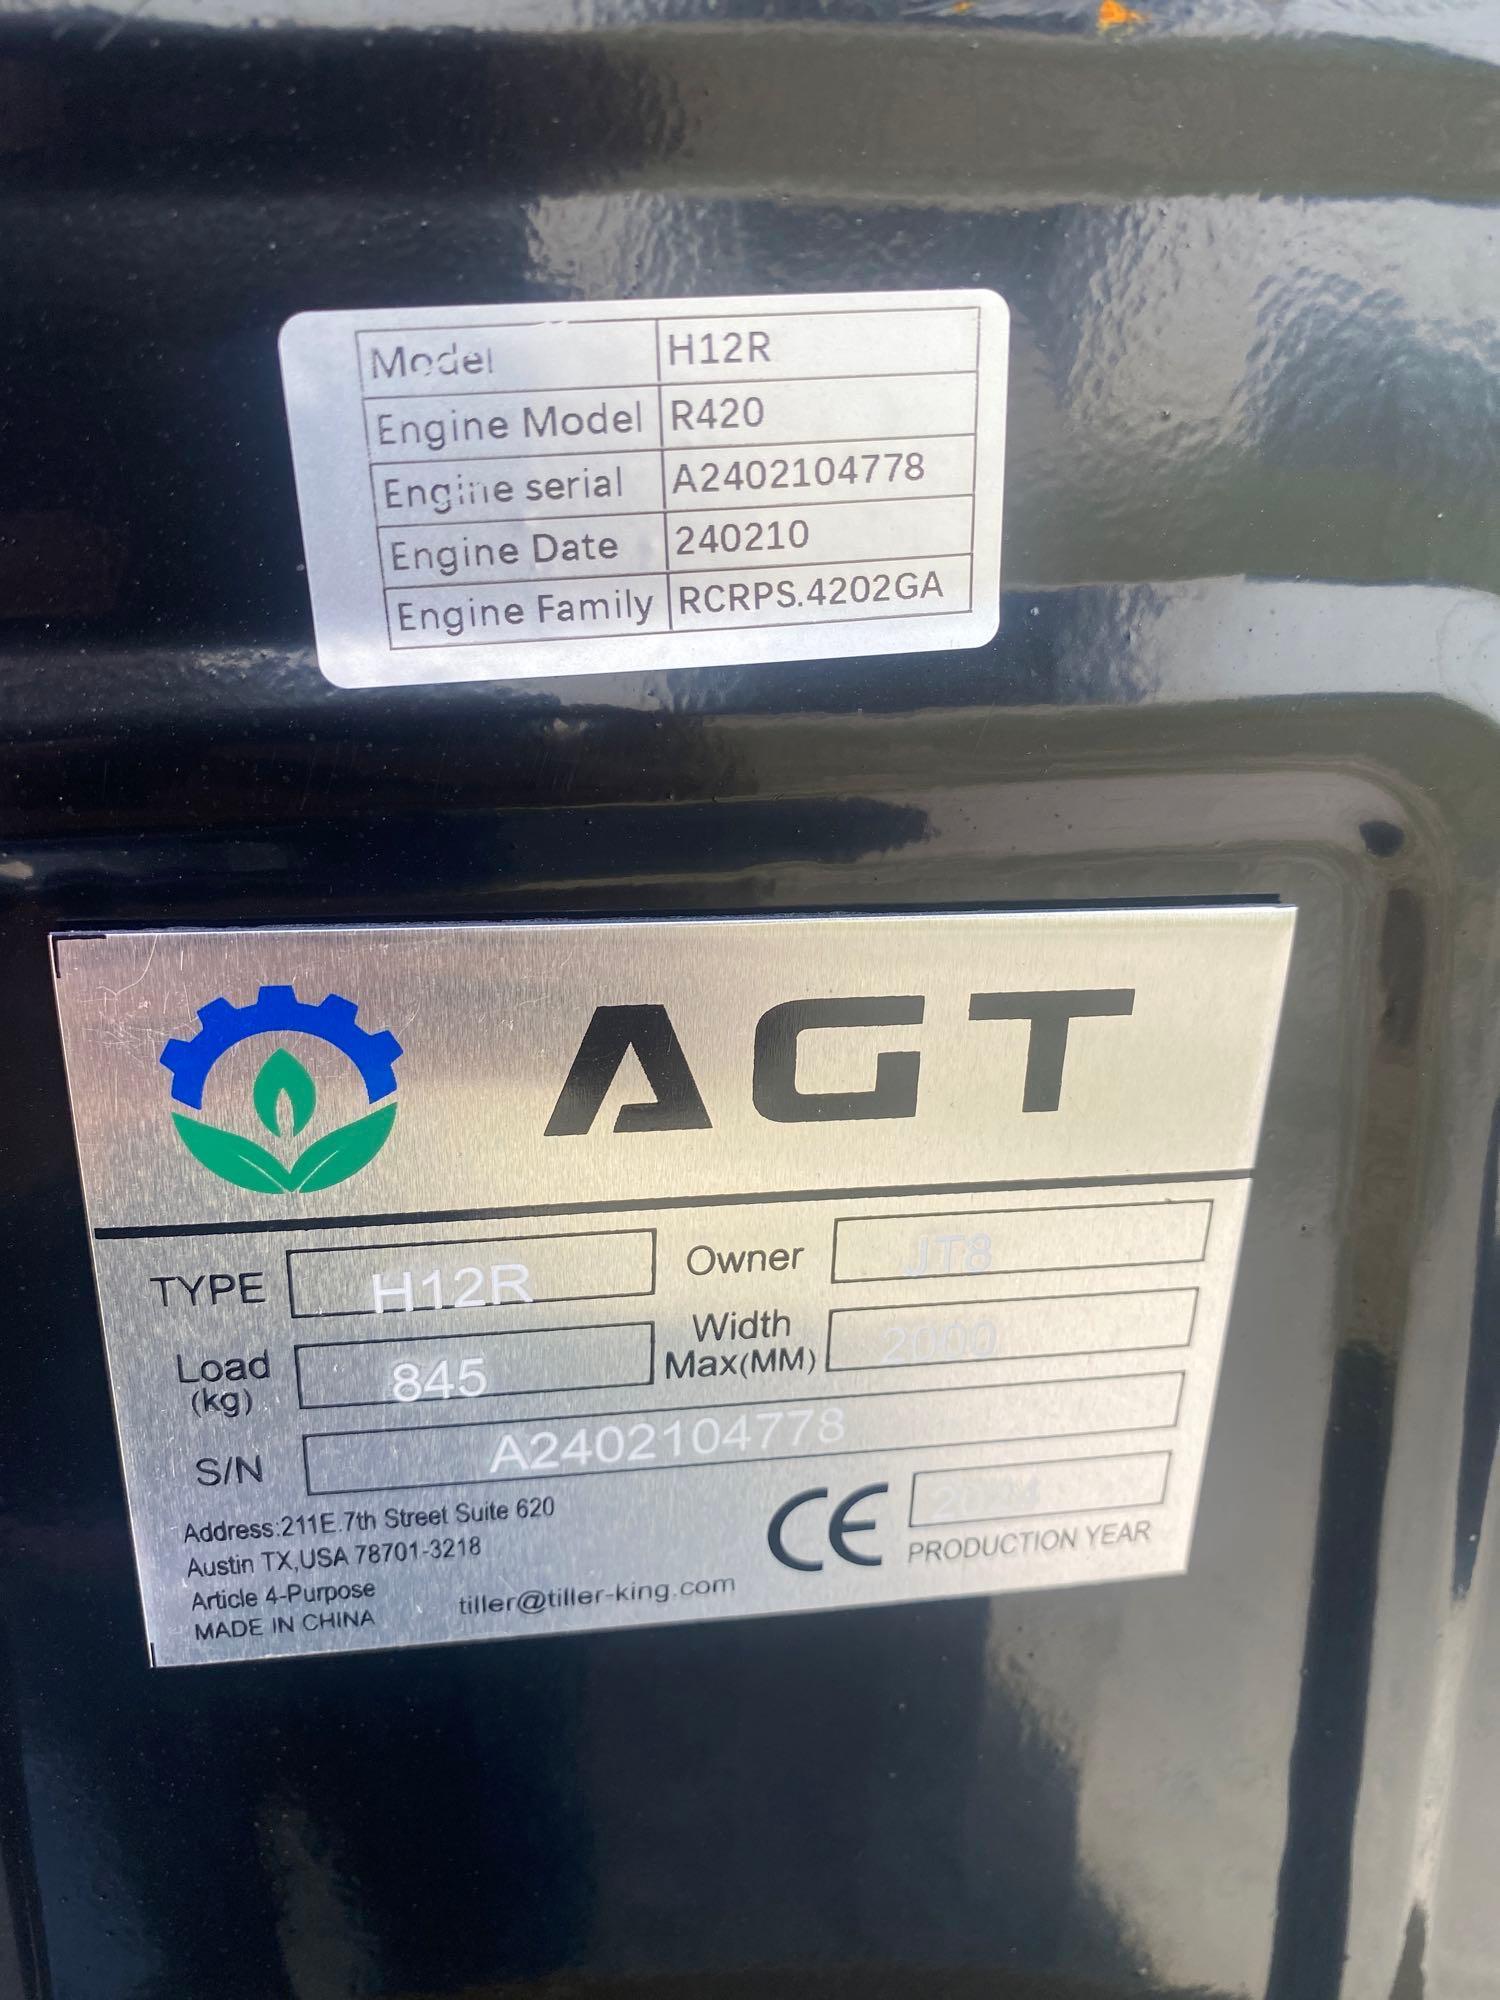 Model H12R
Engine Model R420
Engine serial A2402104778
Engine Date 240210
Engine Family RCRPS.4202GA
AGT
TYPE H12R Owner JT8
Load (kg) 845 Width Max(MM) 2000
S/N A2402104778
Address:211E.7th Street Suite 620
Austin TX,USA 78701-3218
Article 4-Purpose
MADE IN CHINA
tiller@tiller-king.com
CE 2024
PRODUCTION YEAR